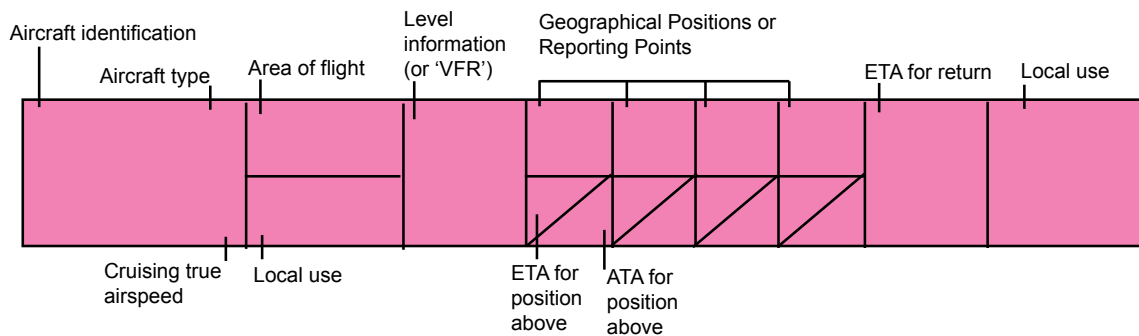 Aircraft identification
Aircraft type
Area of flight
Level
information
(or ‘VFR’)
Geographical Positions or
Reporting Points
ETA for return
Local use
Cruising true
airspeed
Local use
ETA for
position
above
ATA for
position
above